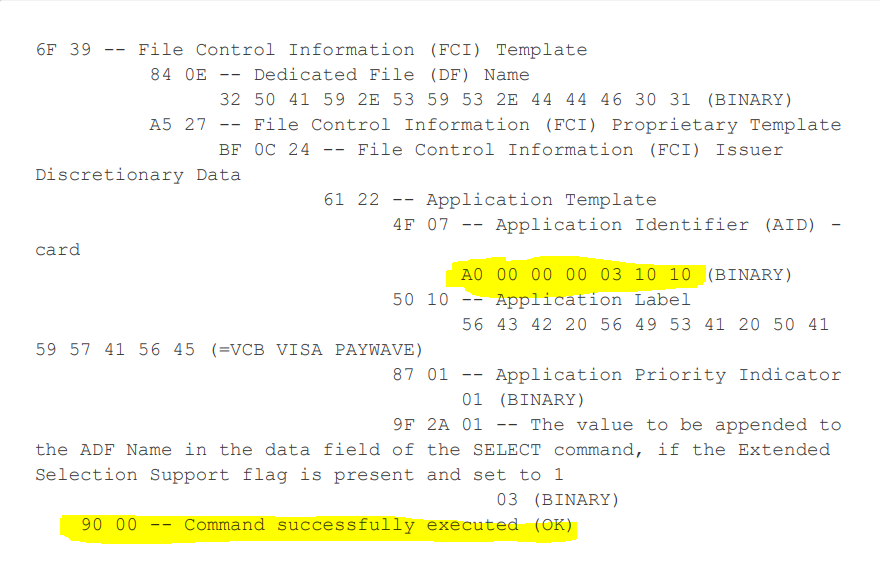 6F 39 -- File Control Information (FCI) Template
84 0E -- Dedicated File (DF) Name
32 50 41 59 2E 53 59 53 2E 44 44 46 30 31 (BINARY)
A5 27 -- File Control Information (FCI) Proprietary Template
BF 0C 24 -- File Control Information (FCI) Issuer
Discretionary Data
61 22 -- Application Template
4F 07 -- Application Identifier (AID) -
card
A0 00 00 00 03 10 10 (BINARY)
50 10 -- Application Label
56 43 42 20 56 49 53 41 20 50 41
59 57 41 56 45 (=VCB VISA PAYWAVE)
87 01 -- Application Priority Indicator
01 (BINARY)
9F 2A 01 -- The value to be appended to
the ADF Name in the data field of the SELECT command, if the Extended
Selection Support flag is present and set to 1
03 (BINARY)
90 00 -- Command successfully executed (OK)